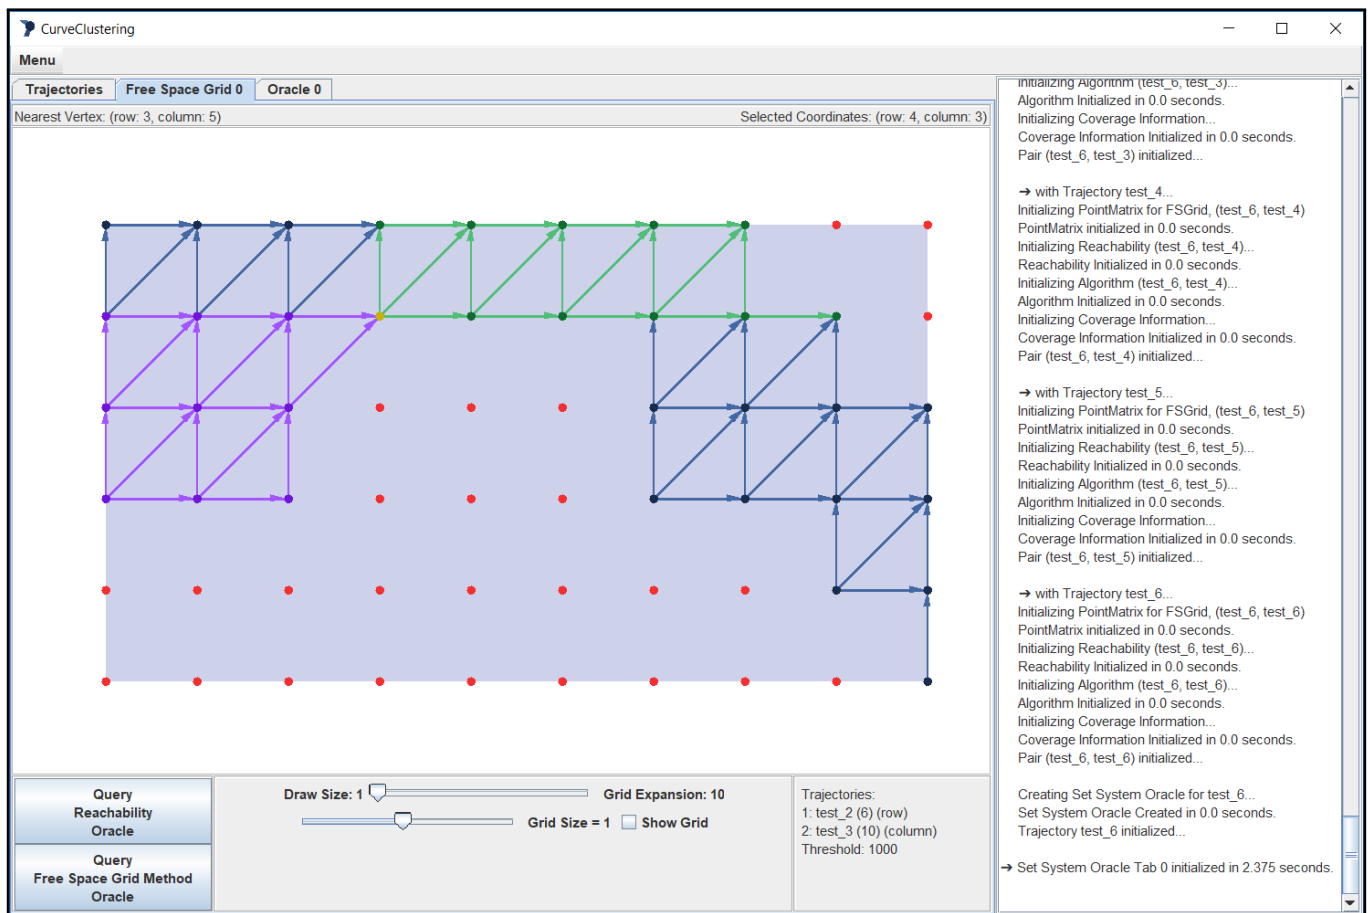 CurveClustering
Menu
Trajectories Free Space Grid 0 Oracle 0
Nearest Vertex: (row: 3, column: 5) Selected Coordinates: (row: 4, column: 3)
Initializing Algorithm (test_6, test_3)...
Algorithm Initialized in 0.0 seconds.
Initializing Coverage Information...
Coverage Information Initialized in 0.0 seconds.
Pair (test_6, test_3) initialized...
➔ with Trajectory test_4...
Initializing PointMatrix for FSGrid, (test_6, test_4)
PointMatrix initialized in 0.0 seconds.
Initializing Reachability (test_6, test_4)...
Reachability Initialized in 0.0 seconds.
Initializing Algorithm (test_6, test_4)...
Algorithm Initialized in 0.0 seconds.
Initializing Coverage Information...
Coverage Information Initialized in 0.0 seconds.
Pair (test_6, test_4) initialized...
➔ with Trajectory test_5...
Initializing PointMatrix for FSGrid, (test_6, test_5)
PointMatrix initialized in 0.0 seconds.
Initializing Reachability (test_6, test_5)...
Reachability Initialized in 0.0 seconds.
Initializing Algorithm (test_6, test_5)...
Algorithm Initialized in 0.0 seconds.
Initializing Coverage Information...
Coverage Information Initialized in 0.0 seconds.
Pair (test_6, test_5) initialized...
➔ with Trajectory test_6...
Initializing PointMatrix for FSGrid, (test_6, test_6)
PointMatrix initialized in 0.0 seconds.
Initializing Reachability (test_6, test_6)...
Reachability Initialized in 0.0 seconds.
Initializing Algorithm (test_6, test_6)...
Algorithm Initialized in 0.0 seconds.
Initializing Coverage Information...
Coverage Information Initialized in 0.0 seconds.
Pair (test_6, test_6) initialized...
Creating Set System Oracle for test_6...
Set System Oracle Created in 0.0 seconds.
Trajectory test_6 initialized...
➔ Set System Oracle Tab 0 initialized in 2.375 seconds.
Query
Reachability
Oracle
Query
Free Space Grid Method
Oracle
Draw Size: 1 Grid Expansion: 10
Grid Size = 1 Show Grid
Trajectories:
1: test_2 (6) (row)
2: test_3 (10) (column)
Threshold: 1000